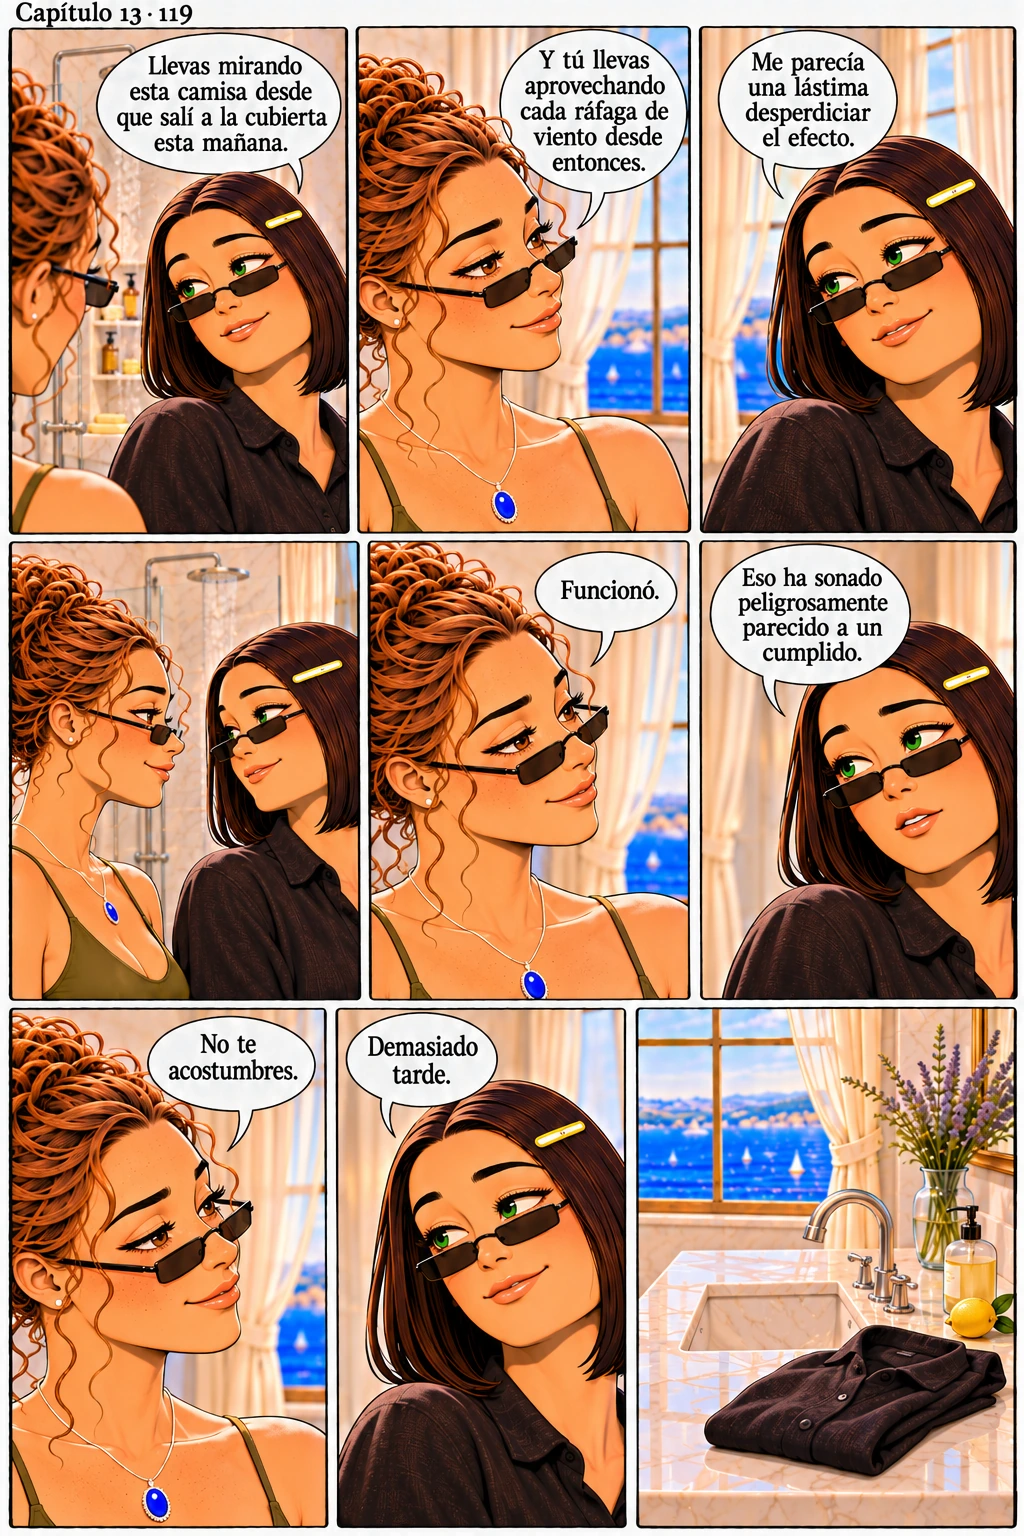 Capítulo 13 · 119
Llevas mirando
esta camisa desde
que salí a la cubierta
esta mañana.
Y tú llevas
aprovechando
cada ráfaga de
viento desde
entonces.
Me parecía
una lástima
desperdiciar
el efecto.
Funcionó.
Eso ha sonado
peligrosamente
parecido a un
cumplido.
No te
acostumbres.
Demasiado
tarde.